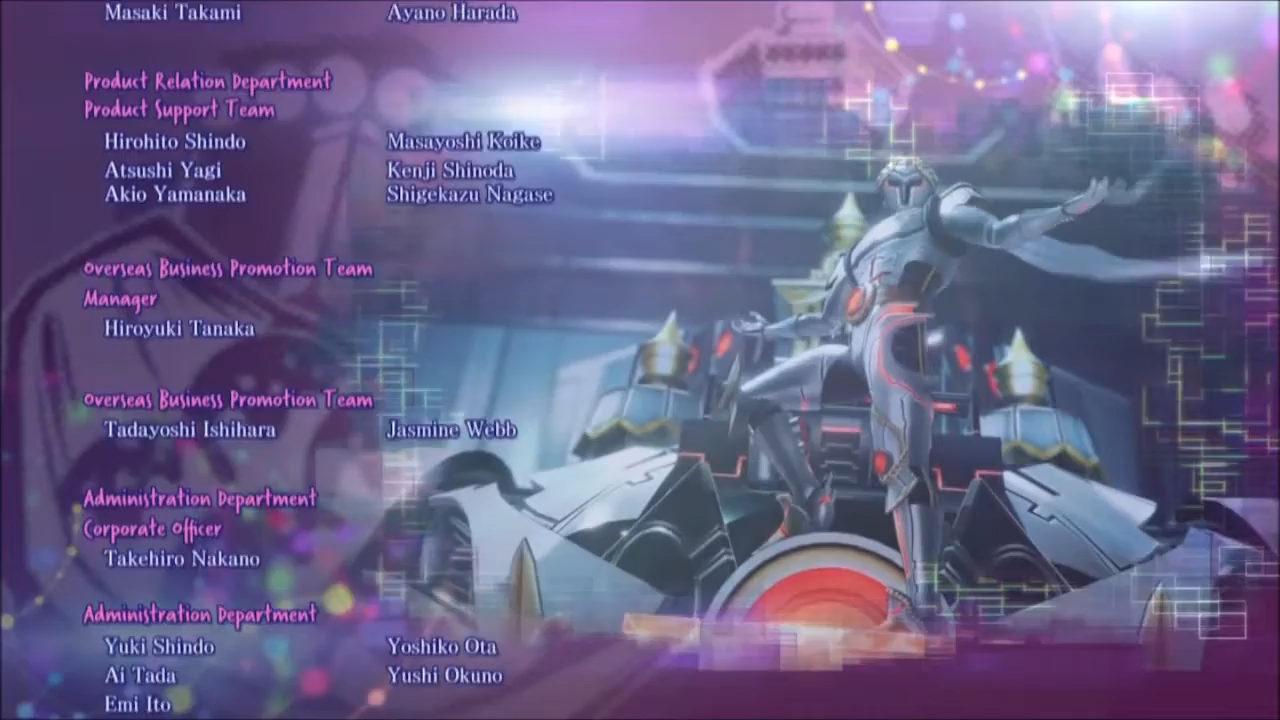 Masaki Takami Ayano Harada
Product Relation Department
Product Support Team
Hirohito Shindo Masayoshi Koike
Atsushi Yagi Kenji Shinoda
Akio Yamanaka Shigekazu Nagase
Overseas Business Promotion Team
Manager
Hiroyuki Tanaka
Overseas Business Promotion Team
Tadayoshi Ishihara Jasmine Webb
Administration Department
Corporate Officer
Takehiro Nakano
Administration Department
Yuki Shindo Yoshiko Ota
Ai Tada Yushi Okuno
Emi Ito